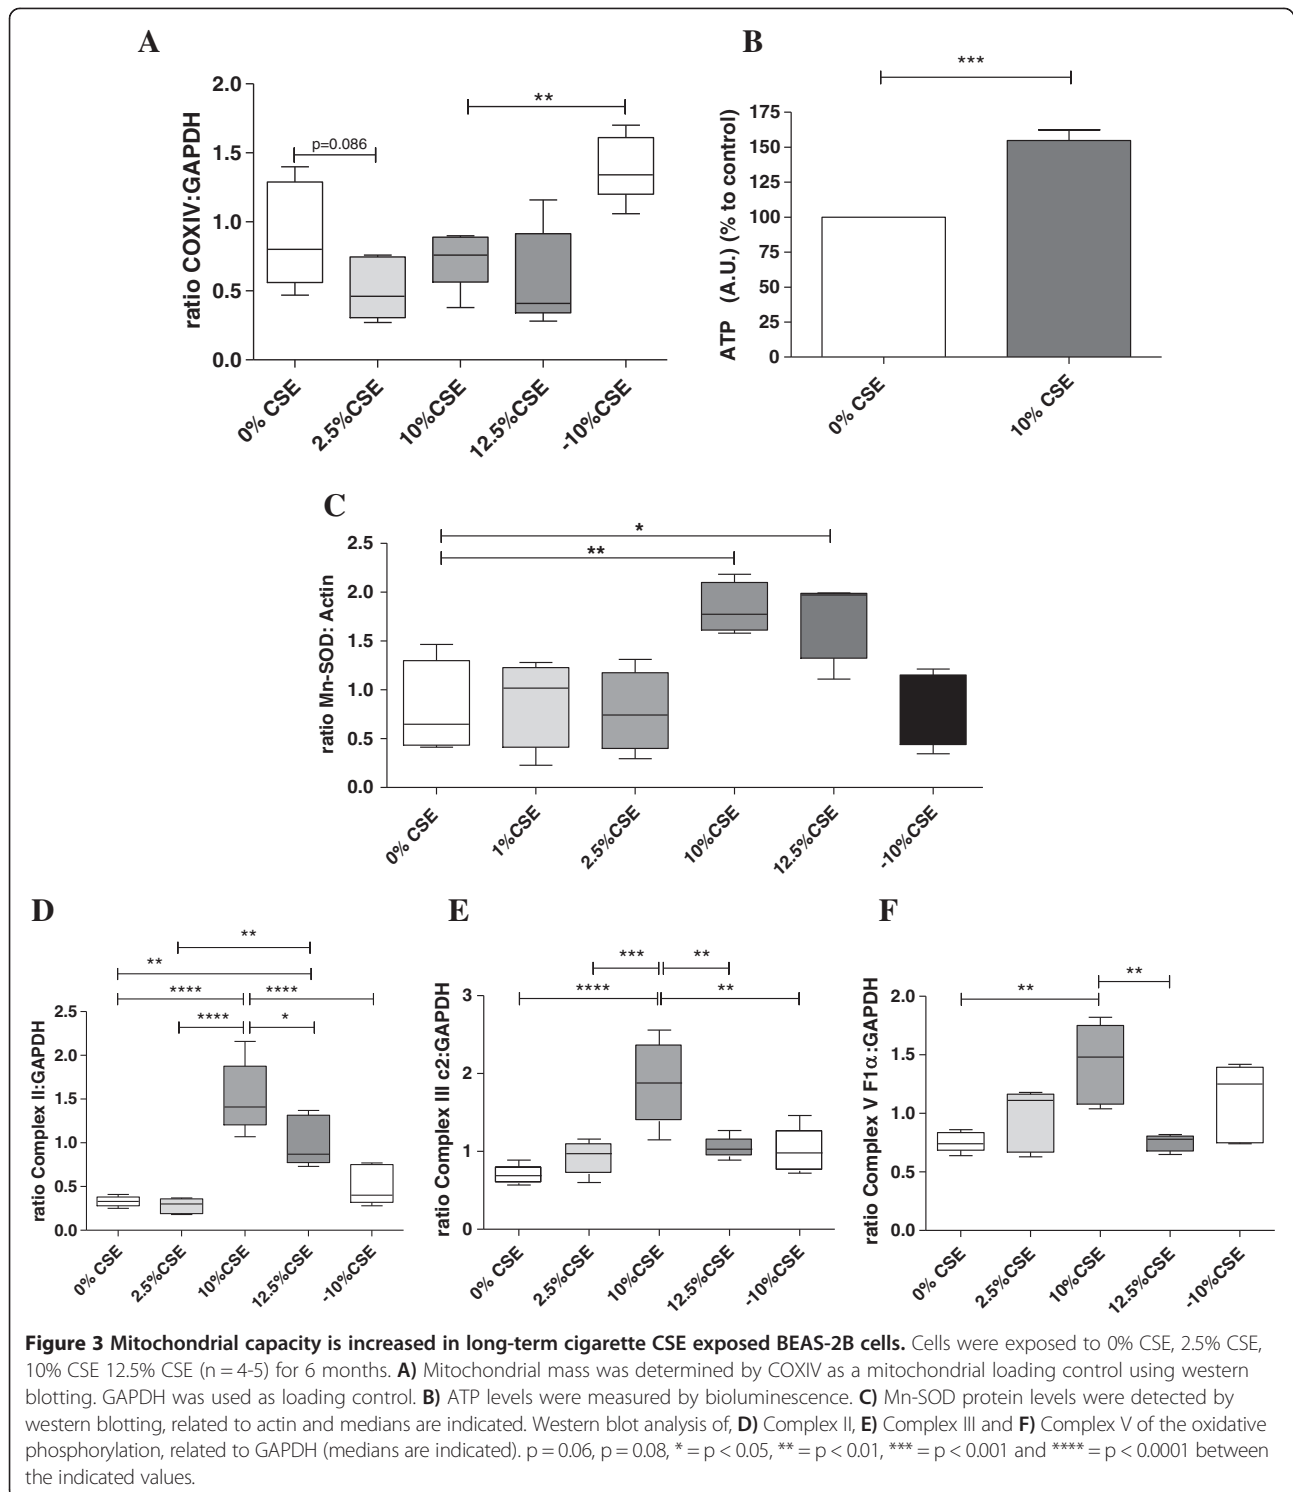 A
ratio COXIV:GAPDH
2.0
1.5
1.0
0.5
0.0
p=0.086
**
0% CSE
2.5%CSE
10%CSE
12.5%CSE
-10%CSE
B
ATP (A.U.) (% to control)
175
150
125
100
75
50
25
0
***
0% CSE
10% CSE
C
ratio Mn-SOD: Actin
2.5
2.0
1.5
1.0
0.5
0.0
*
**
0% CSE
1%CSE
2.5%CSE
10%CSE
12.5%CSE
-10%CSE
D
ratio Complex II:GAPDH
**
**
**** ****
**** *
2.5
2.0
1.5
1.0
0.5
0.0
0% CSE
2.5%CSE
10%CSE
12.5%CSE
-10%CSE
E
ratio Complex III c2:GAPDH
*** **
**** **
3
2
1
0
0% CSE
2.5%CSE
10%CSE
12.5%CSE
-10%CSE
F
ratio Complex V F1α:GAPDH
**
**
2.0
1.5
1.0
0.5
0.0
0% CSE
2.5%CSE
10%CSE
12.5%CSE
-10%CSE
Figure 3 Mitochondrial capacity is increased in long-term cigarette CSE exposed BEAS-2B cells. Cells were exposed to 0% CSE, 2.5% CSE,
10% CSE 12.5% CSE (n = 4-5) for 6 months. A) Mitochondrial mass was determined by COXIV as a mitochondrial loading control using western
blotting. GAPDH was used as loading control. B) ATP levels were measured by bioluminescence. C) Mn-SOD protein levels were detected by
western blotting, related to actin and medians are indicated. Western blot analysis of, D) Complex II, E) Complex III and F) Complex V of the oxidative
phosphorylation, related to GAPDH (medians are indicated). p = 0.06, p = 0.08, * = p < 0.05, ** = p < 0.01, *** = p < 0.001 and **** = p < 0.0001 between
the indicated values.